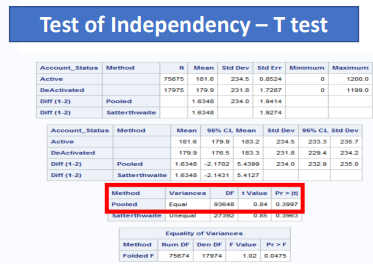 Test of Independency – T test
Account_Status Method N Mean Std Dev Std Err Minimum Maximum
Active 75675 181.6 234.5 0.8524 0 1200.0
DeActivated 17975 179.9 231.8 1.7287 0 1199.0
Diff (1-2) Pooled 1.6348 234.0 1.9414
Diff (1-2) Satterthwaite 1.6348 1.9274
Account_Status Method Mean 95% CL Mean Std Dev 95% CL Std Dev
Active 181.6 179.9 183.2 234.5 233.3 235.7
DeActivated 179.9 176.5 183.3 231.8 229.4 234.2
Diff (1-2) Pooled 1.6348 -2.1702 5.4399 234.0 232.9 235.0
Diff (1-2) Satterthwaite 1.6348 -2.1431 5.4127
Method Variances DF t Value Pr > |t|
Pooled Equal 93648 0.84 0.3997
Satterthwaite Unequal 27392 0.85 0.3963
Equality of Variances
Method Num DF Den DF F Value Pr > F
Folded F 75674 17974 1.02 0.0475